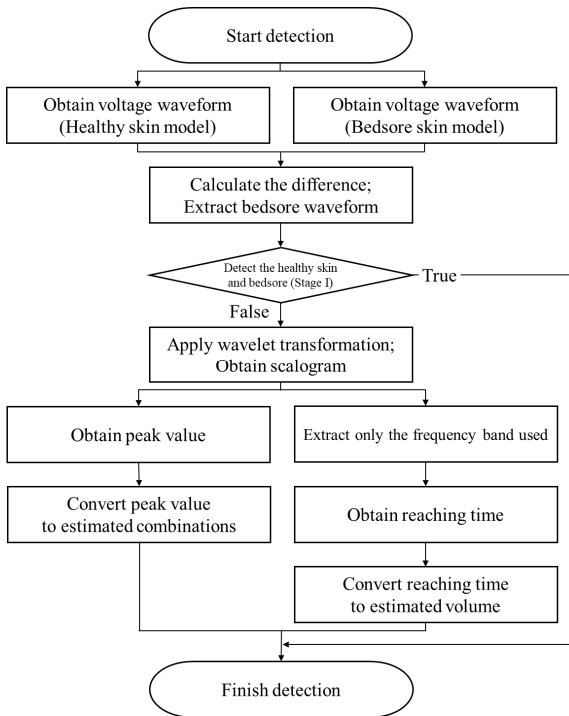 Start detection
Obtain voltage waveform
(Healthy skin model)
Obtain voltage waveform
(Bedsore skin model)
Calculate the difference;
Extract bedsore waveform
Detect the healthy skin
and bedsore (Stage I)
True
False
Apply wavelet transformation;
Obtain scalogram
Obtain peak value
Extract only the frequency band used
Convert peak value
to estimated combinations
Obtain reaching time
Convert reaching time
to estimated volume
Finish detection